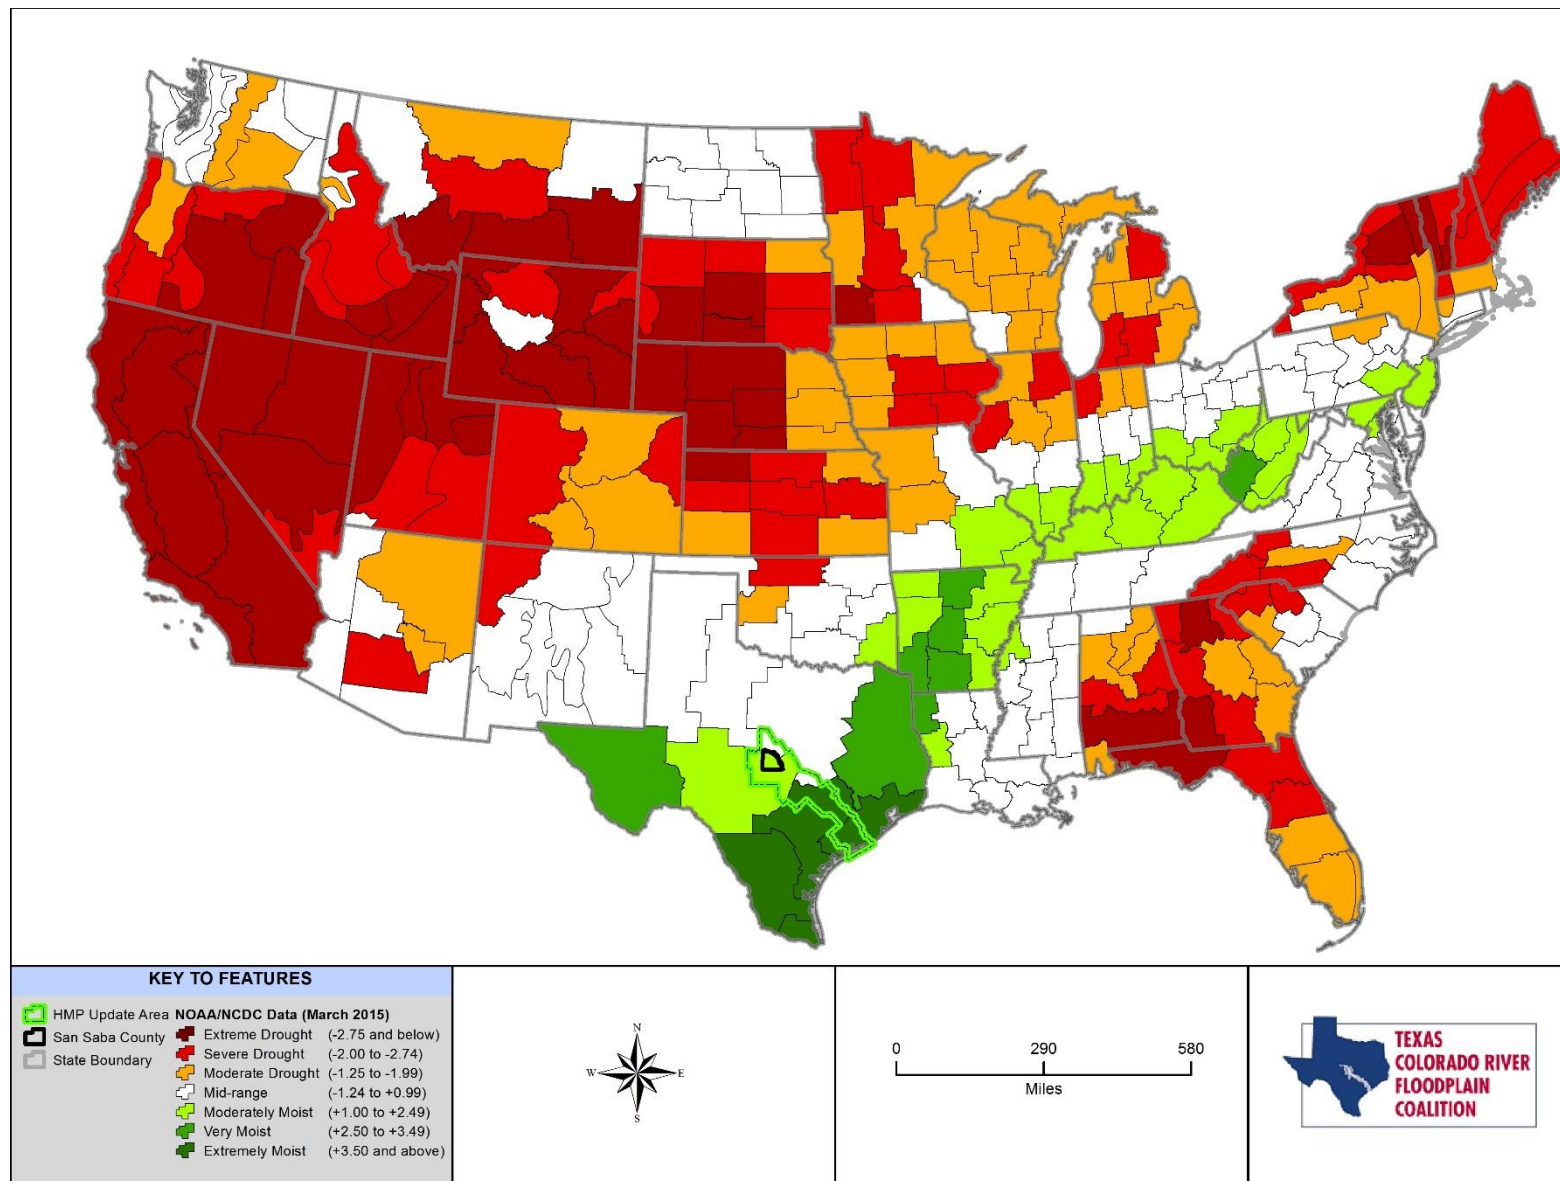 KEY TO FEATURES
HMP Update Area
San Saba County
State Boundary
NOAA/NCDC Data (March 2015)
Extreme Drought (-2.75 and below)
Severe Drought (-2.00 to -2.74)
Moderate Drought (-1.25 to -1.99)
Mid-range (-1.24 to +0.99)
Moderately Moist (+1.00 to +2.49)
Very Moist (+2.50 to +3.49)
Extremely Moist (+3.50 and above)
N
W E
S
0 290 580
Miles
TEXAS
COLORADO RIVER
FLOODPLAIN
COALITION